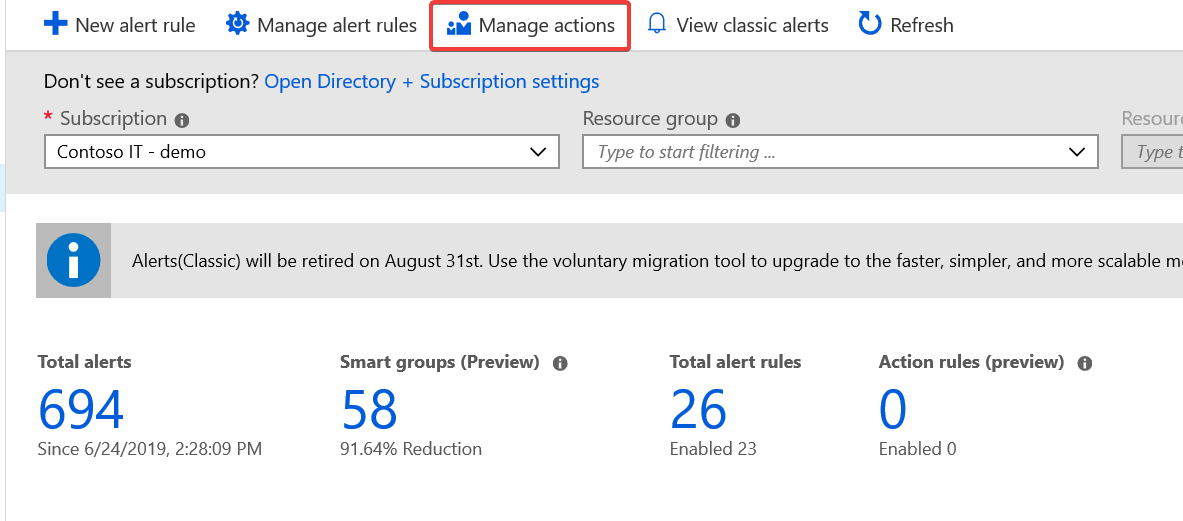 New alert rule Manage alert rules Manage actions View classic alerts Refresh
Don't see a subscription? Open Directory + Subscription settings
* Subscription Resource group Resour
Contoso IT - demo Type to start filtering ... Type t
Alerts(Classic) will be retired on August 31st. Use the voluntary migration tool to upgrade to the faster, simpler, and more scalable m
Total alerts Smart groups (Preview) Total alert rules Action rules (preview)
694 58 26 0
Since 6/24/2019, 2:28:09 PM 91.64% Reduction Enabled 23 Enabled 0